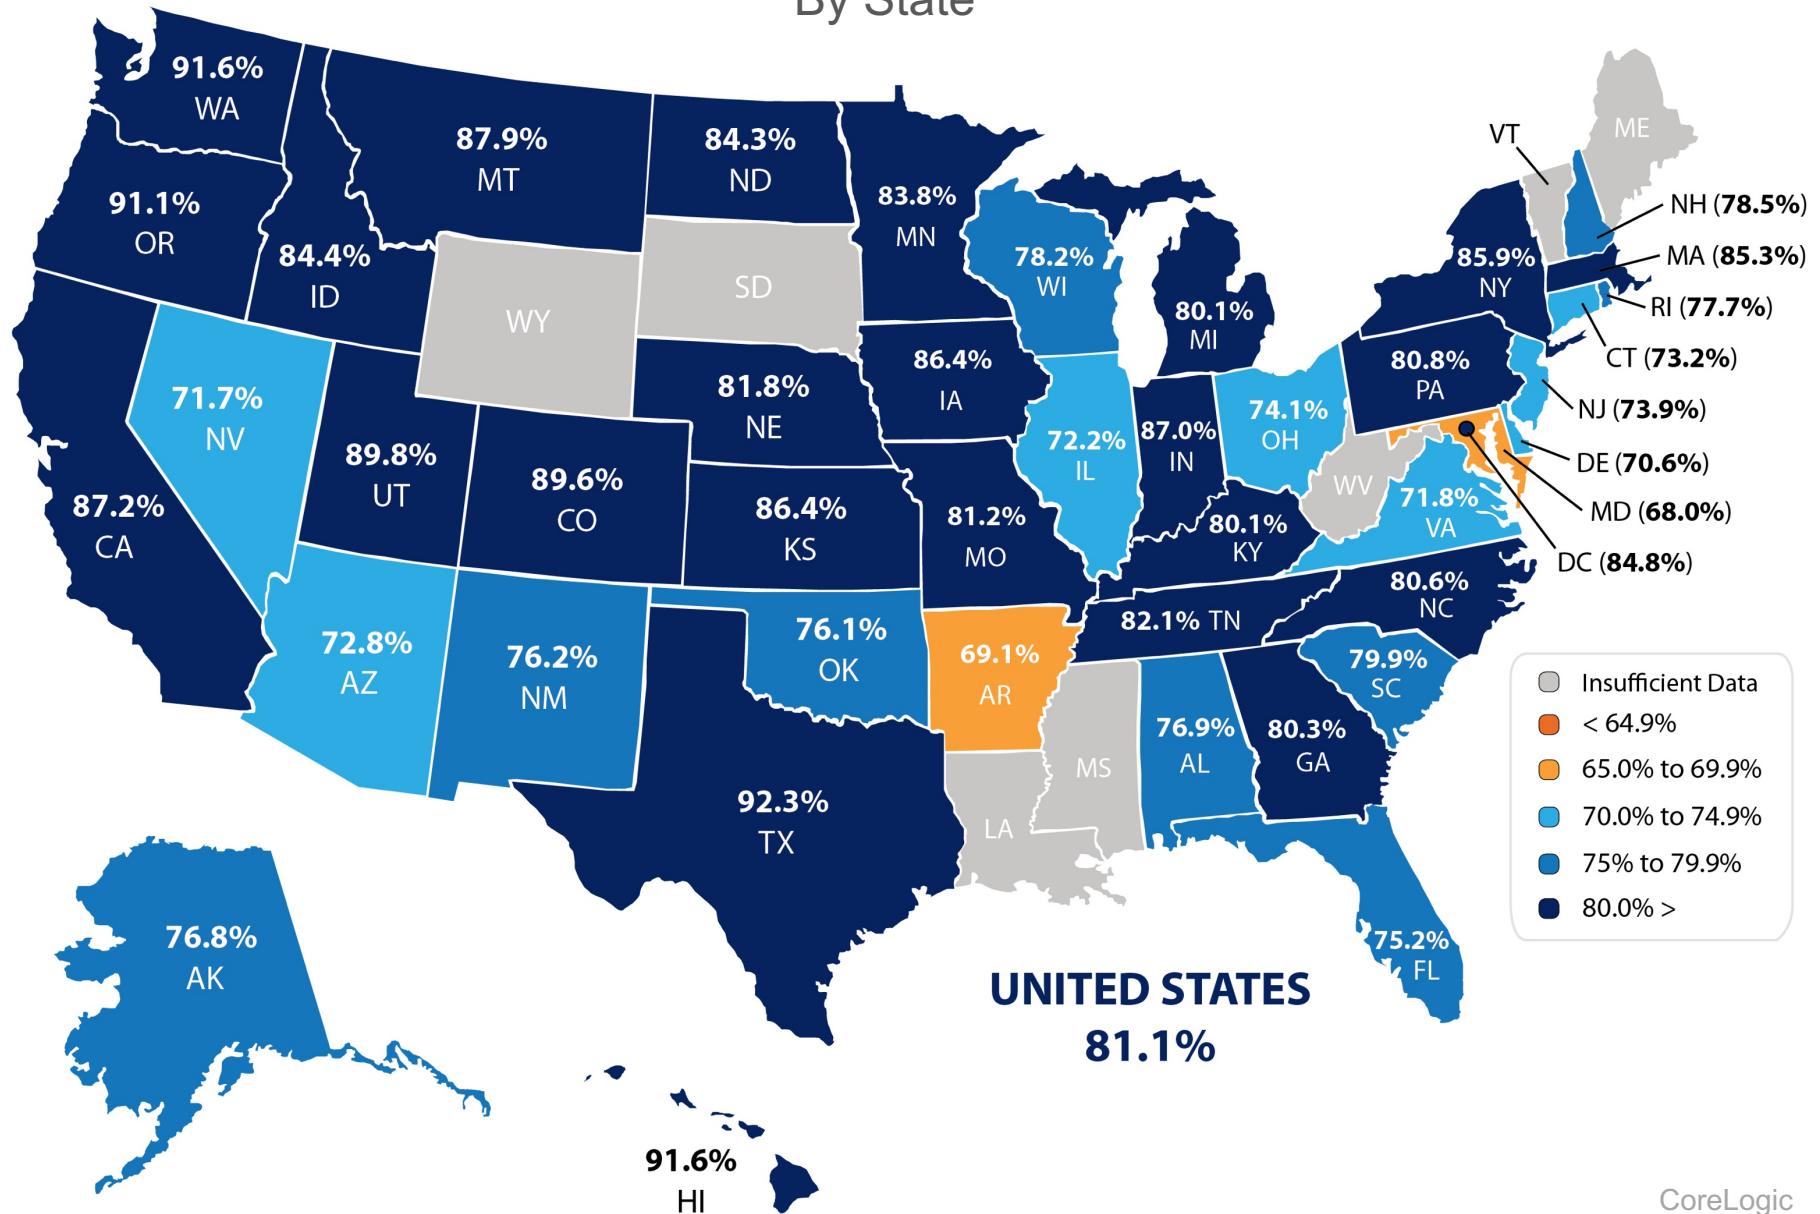 By State
91.6%
WA
91.1%
OR
84.4%
ID
87.9%
MT
84.3%
ND
83.8%
MN
78.2%
WI
80.1%
MI
WY
SD
VT
ME
NH (78.5%)
MA (85.3%)
RI (77.7%)
CT (73.2%)
NJ (73.9%)
DE (70.6%)
MD (68.0%)
DC (84.8%)
85.9%
NY
80.8%
PA
87.2%
CA
71.7%
NV
89.8%
UT
89.6%
CO
81.8%
NE
86.4%
KS
86.4%
IA
81.2%
MO
72.2%
IL
87.0%
IN
74.1%
OH
WV
71.8%
VA
80.1%
KY
82.1% TN
80.6%
NC
79.9%
SC
72.8%
AZ
76.2%
NM
76.1%
OK
69.1%
AR
92.3%
TX
LA
MS
76.9%
AL
80.3%
GA
75.2%
FL
76.8%
AK
91.6%
HI
UNITED STATES
81.1%
Insufficient Data
< 64.9%
65.0% to 69.9%
70.0% to 74.9%
75% to 79.9%
80.0% >
CoreLogic